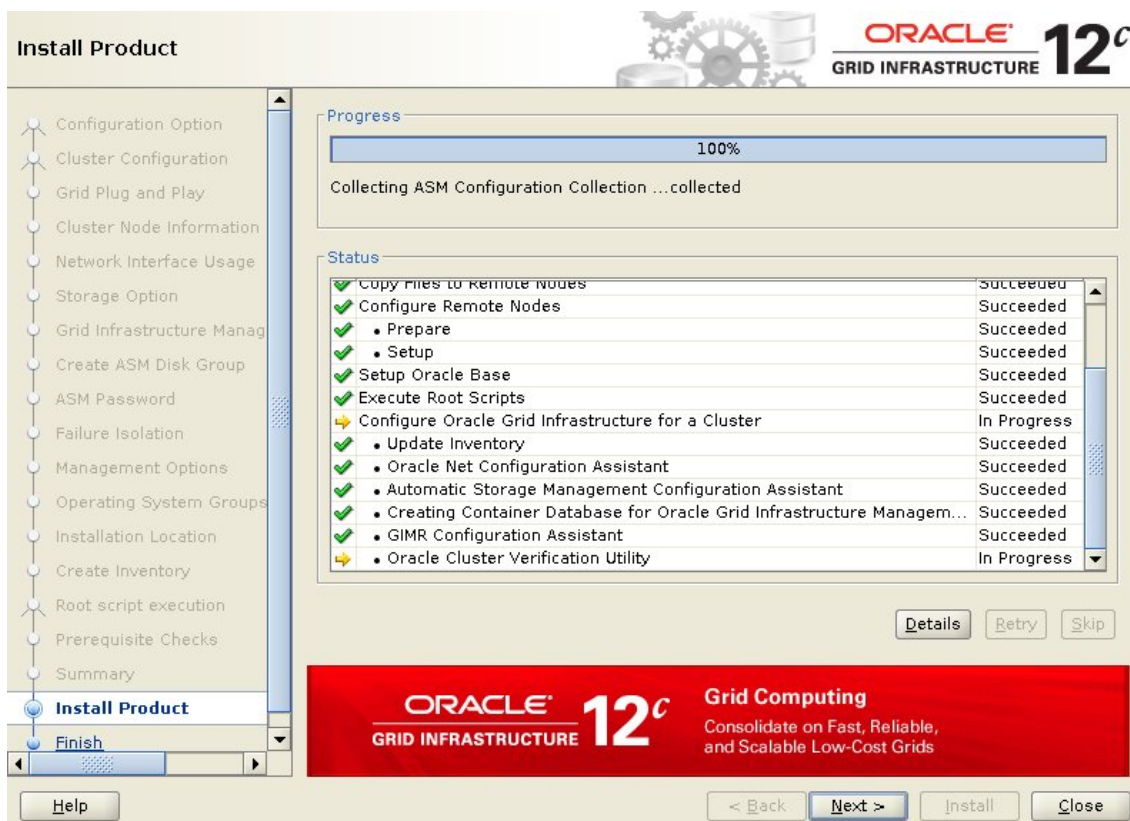 Install Product
ORACLE
GRID INFRASTRUCTURE 12c
Configuration Option
Cluster Configuration
Grid Plug and Play
Cluster Node Information
Network Interface Usage
Storage Option
Grid Infrastructure Manag
Create ASM Disk Group
ASM Password
Failure Isolation
Management Options
Operating System Groups
Installation Location
Create Inventory
Root script execution
Prerequisite Checks
Summary
Install Product
Finish
Progress
100%
Collecting ASM Configuration Collection ...collected
Status
Copy Files to Remote Nodes Succeeded
Configure Remote Nodes Succeeded
• Prepare Succeeded
• Setup Succeeded
Setup Oracle Base Succeeded
Execute Root Scripts Succeeded
Configure Oracle Grid Infrastructure for a Cluster In Progress
• Update Inventory Succeeded
• Oracle Net Configuration Assistant Succeeded
• Automatic Storage Management Configuration Assistant Succeeded
• Creating Container Database for Oracle Grid Infrastructure Managem... Succeeded
• GIMR Configuration Assistant Succeeded
• Oracle Cluster Verification Utility In Progress
Details Retry Skip
ORACLE
GRID INFRASTRUCTURE 12c
Grid Computing
Consolidate on Fast, Reliable,
and Scalable Low-Cost Grids
Help < Back Next > Install Close